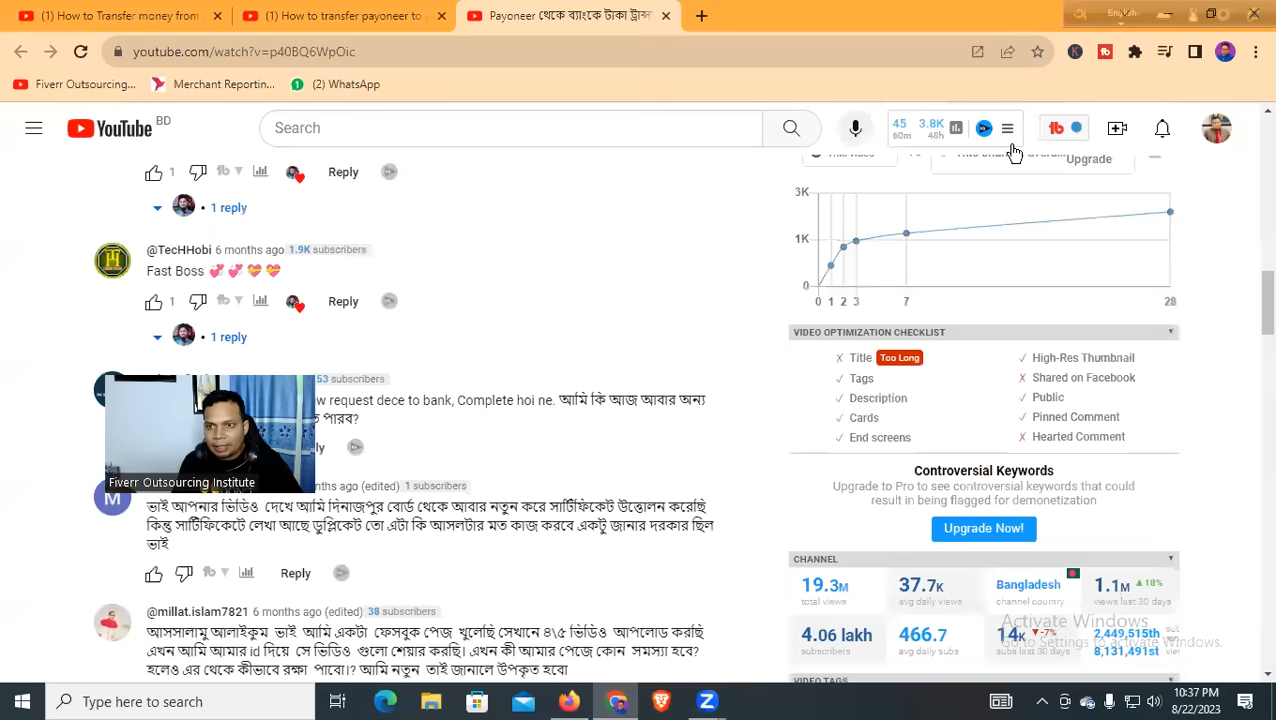 (1) How to Transfer money from
(1) How to transfer payoneer to
Payoneer থেকে ব্যাংকে টাকা ট্রান্স
English
youtube.com/watch?v=p40BQ6WpOic
Fiverr Outsourcing...
Merchant Reportin...
(2) WhatsApp
YouTube BD
Search
45 3.8K
60m 48h
Upgrade
1 Reply
1 reply
@TecHHobi 6 months ago 1.9K subscribers
Fast Boss
1 Reply
1 reply
53 subscribers
w request dece to bank, Complete hoi ne. আমি কি আজ আবার অন্য
পারব?
Fiverr Outsourcing Institute
M
months ago (edited) 1 subscribers
ভাই আপনার ভিডিও দেখে আমি দিনাজপুর বোর্ড থেকে আবার নতুন করে সার্টিফিকেট উত্তোলন করেছি
কিন্তু সার্টিফিকেটে লেখা আছে ডুপ্লিকেট তো এটা কি আসলটার মত কাজ করবে একটু জানার দরকার ছিল
ভাই
Reply
@millat.islam7821 6 months ago (edited) 38 subscribers
আসসালামু আলাইকুম ভাই আমি একটা ফেসবুক পেজ খুলেছি সেখানে ৪\৫ ভিডিও আপলোড করছি
এখন আমি আমার id দিয়ে সে ভিডিও গুলো শেয়ার করছি। এখন কী আমার পেজে কোন সমস্যা হবে?
হলেও এর থেকে কীভাবে রক্ষা পাবো।? আমি নতুন তাই জানালে উপকৃত হবো
3K
1K
0
0 1 2 3 7 28
VIDEO OPTIMIZATION CHECKLIST
Title Too Long
High-Res Thumbnail
Tags
Shared on Facebook
Description
Public
Cards
Pinned Comment
End screens
Hearted Comment
Controversial Keywords
Upgrade to Pro to see controversial keywords that could
result in being flagged for demonetization
Upgrade Now!
CHANNEL
19.3M 37.7K Bangladesh 1.1M 18%
total views avg daily views channel country views last 30 days
4.06 lakh 466.7 14K -7% 2,449,515th
subscribers avg daily subs subs last 30 days 8,131,491st
Activate Windows
Go to Settings to activate Windows.
VIDEO TAGS
Type here to search
10:37 PM
8/22/2023